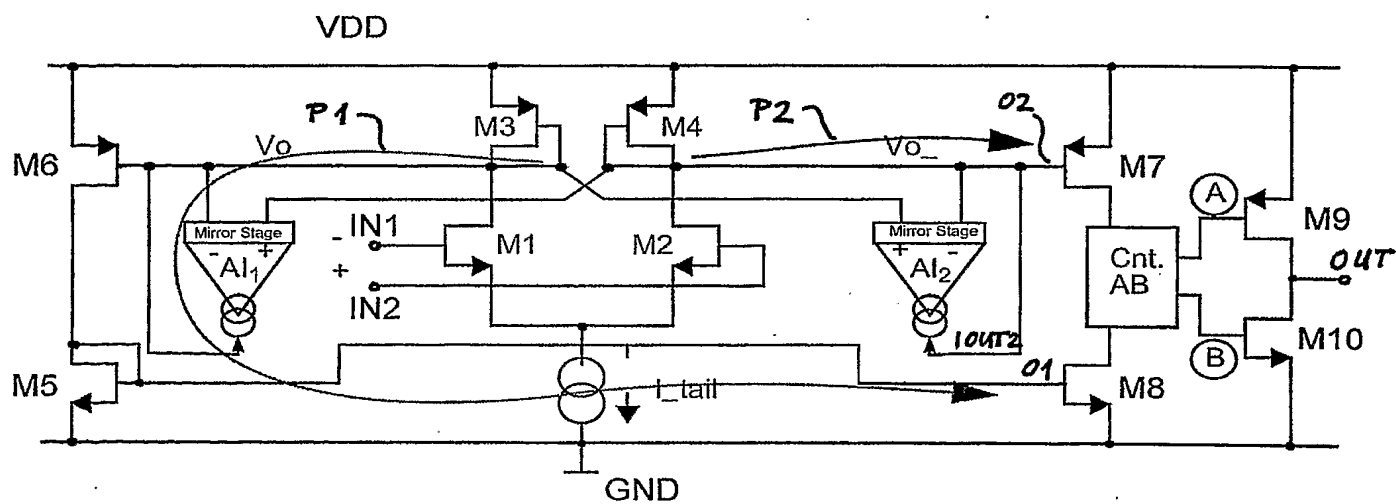 VDD
P1
P2
O2
M3
M4
Vo
Vo_
M6
M7
A
M9
Mirror Stage
Mirror Stage
- +
- +
AI1
AI2
- IN1
+
IN2
M1
M2
Cnt.
AB
OUT
IOUT2
B
M10
M5
I_tail
O1
M8
GND